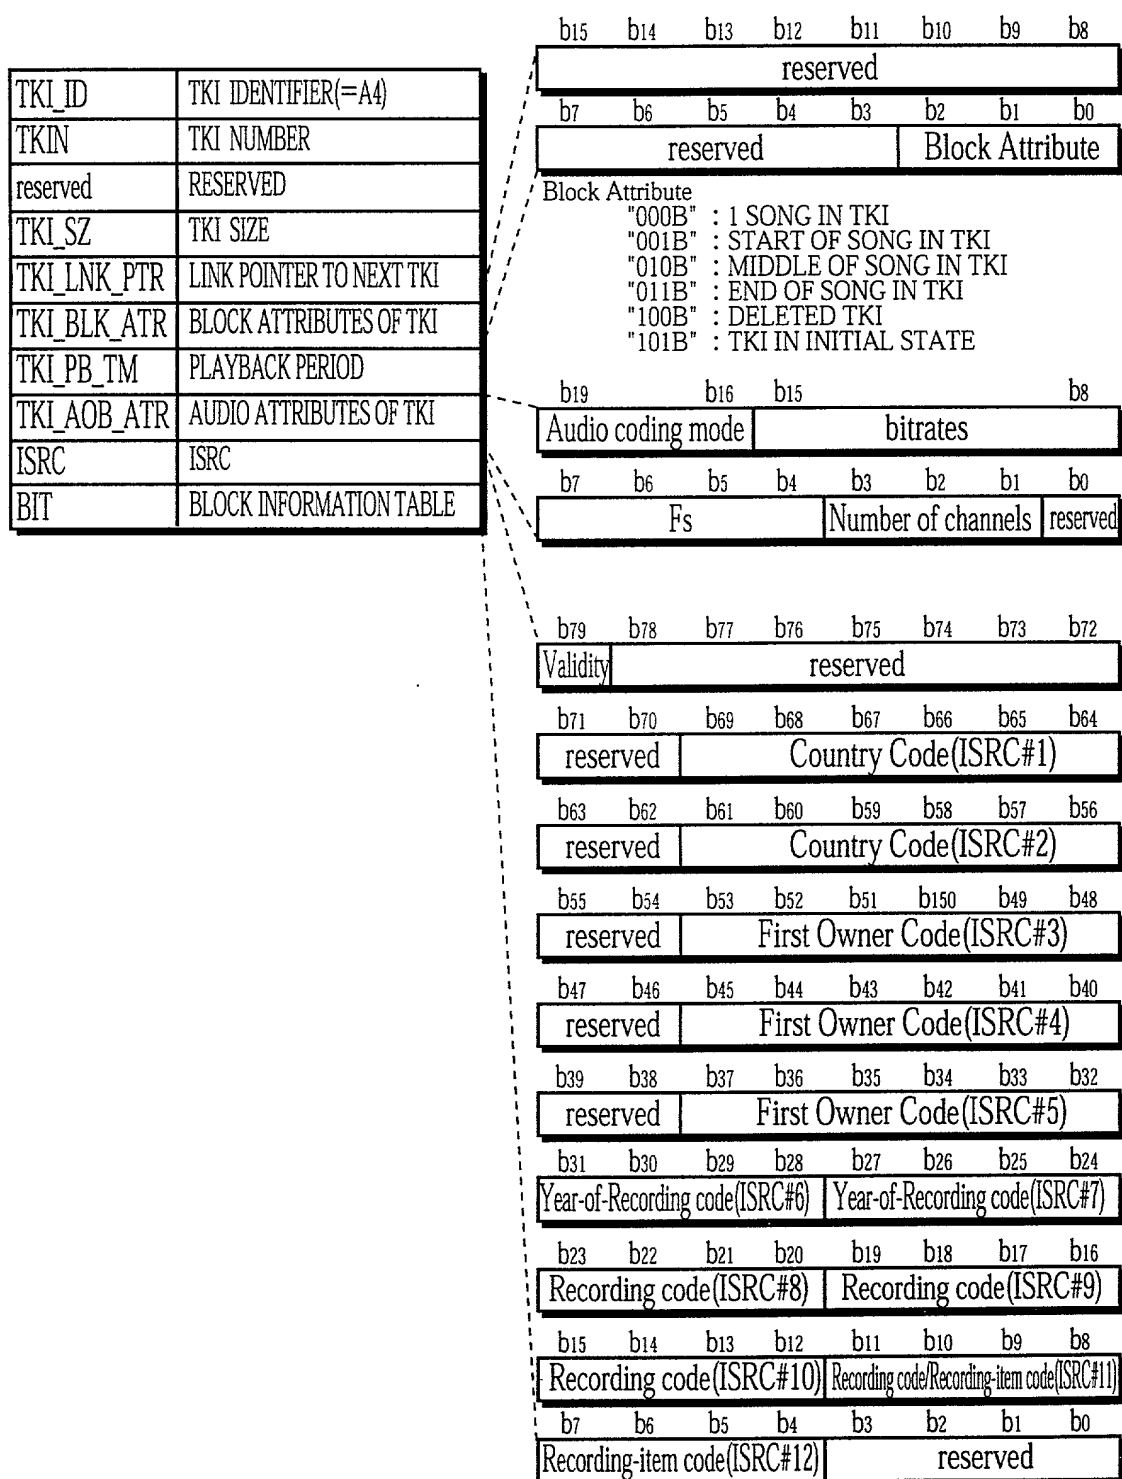 TKI_ID TKI IDENTIFIER(=A4)
TKIN TKI NUMBER
reserved RESERVED
TKI_SZ TKI SIZE
TKI_LNK_PTR LINK POINTER TO NEXT TKI
TKI_BLK_ATR BLOCK ATTRIBUTES OF TKI
TKI_PB_TM PLAYBACK PERIOD
TKI_AOB_ATR AUDIO ATTRIBUTES OF TKI
ISRC ISRC
BIT BLOCK INFORMATION TABLE
b15 b14 b13 b12 b11 b10 b9 b8
reserved
b7 b6 b5 b4 b3 b2 b1 b0
reserved Block Attribute
Block Attribute
"000B" : 1 SONG IN TKI
"001B" : START OF SONG IN TKI
"010B" : MIDDLE OF SONG IN TKI
"011B" : END OF SONG IN TKI
"100B" : DELETED TKI
"101B" : TKI IN INITIAL STATE
b19 b16 b15 b8
Audio coding mode bitrates
b7 b6 b5 b4 b3 b2 b1 b0
Fs Number of channels reserved
b79 b78 b77 b76 b75 b74 b73 b72
Validity reserved
b71 b70 b69 b68 b67 b66 b65 b64
reserved Country Code(ISRC#1)
b63 b62 b61 b60 b59 b58 b57 b56
reserved Country Code(ISRC#2)
b55 b54 b53 b52 b51 b150 b49 b48
reserved First Owner Code(ISRC#3)
b47 b46 b45 b44 b43 b42 b41 b40
reserved First Owner Code(ISRC#4)
b39 b38 b37 b36 b35 b34 b33 b32
reserved First Owner Code(ISRC#5)
b31 b30 b29 b28 b27 b26 b25 b24
Year-of-Recording code(ISRC#6) Year-of-Recording code(ISRC#7)
b23 b22 b21 b20 b19 b18 b17 b16
Recording code(ISRC#8) Recording code(ISRC#9)
b15 b14 b13 b12 b11 b10 b9 b8
Recording code(ISRC#10) Recording code/Recording-item code(ISRC#11)
b7 b6 b5 b4 b3 b2 b1 b0
Recording-item code(ISRC#12) reserved